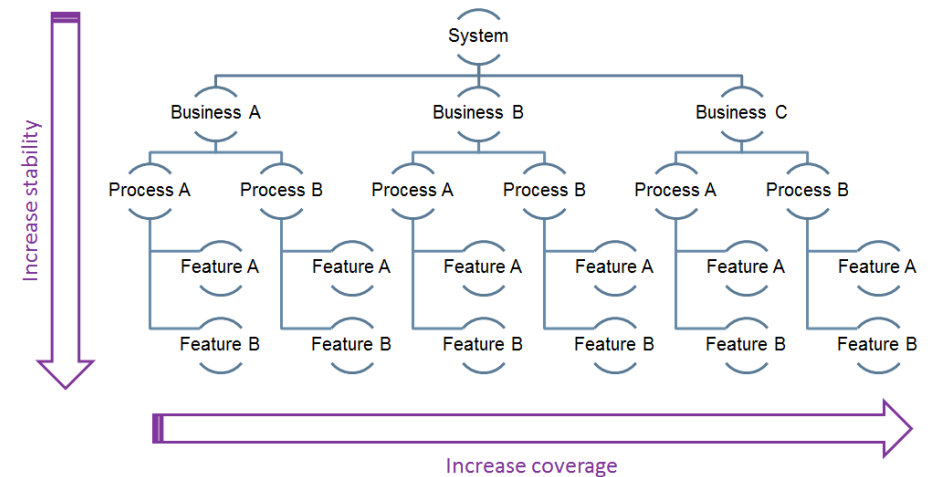 System
Business A
Business B
Business C
Process A
Process B
Process A
Process B
Process A
Process B
Feature A
Feature A
Feature A
Feature A
Feature A
Feature A
Feature B
Feature B
Feature B
Feature B
Feature B
Feature B
Increase stability
Increase coverage